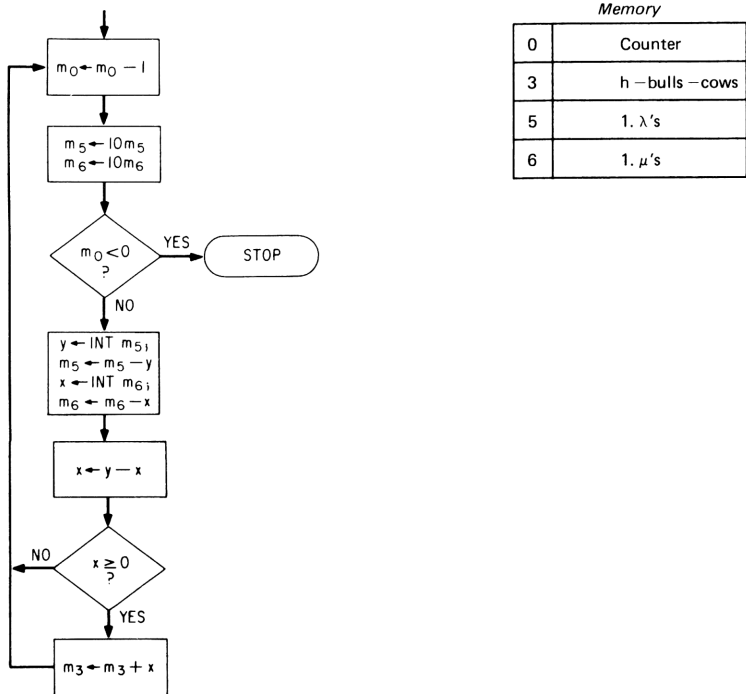 m₀ ← m₀ − 1
m₅ ← 10m₅
m₆ ← 10m₆
m₀ < 0
?
YES
STOP
NO
y ← INT m₅;
m₅ ← m₅ − y
x ← INT m₆;
m₆ ← m₆ − x
x ← y − x
NO
x ≥ 0
?
YES
m₃ ← m₃ + x
Memory
0 Counter
3 h −bulls −cows
5 1. λ's
6 1. μ's